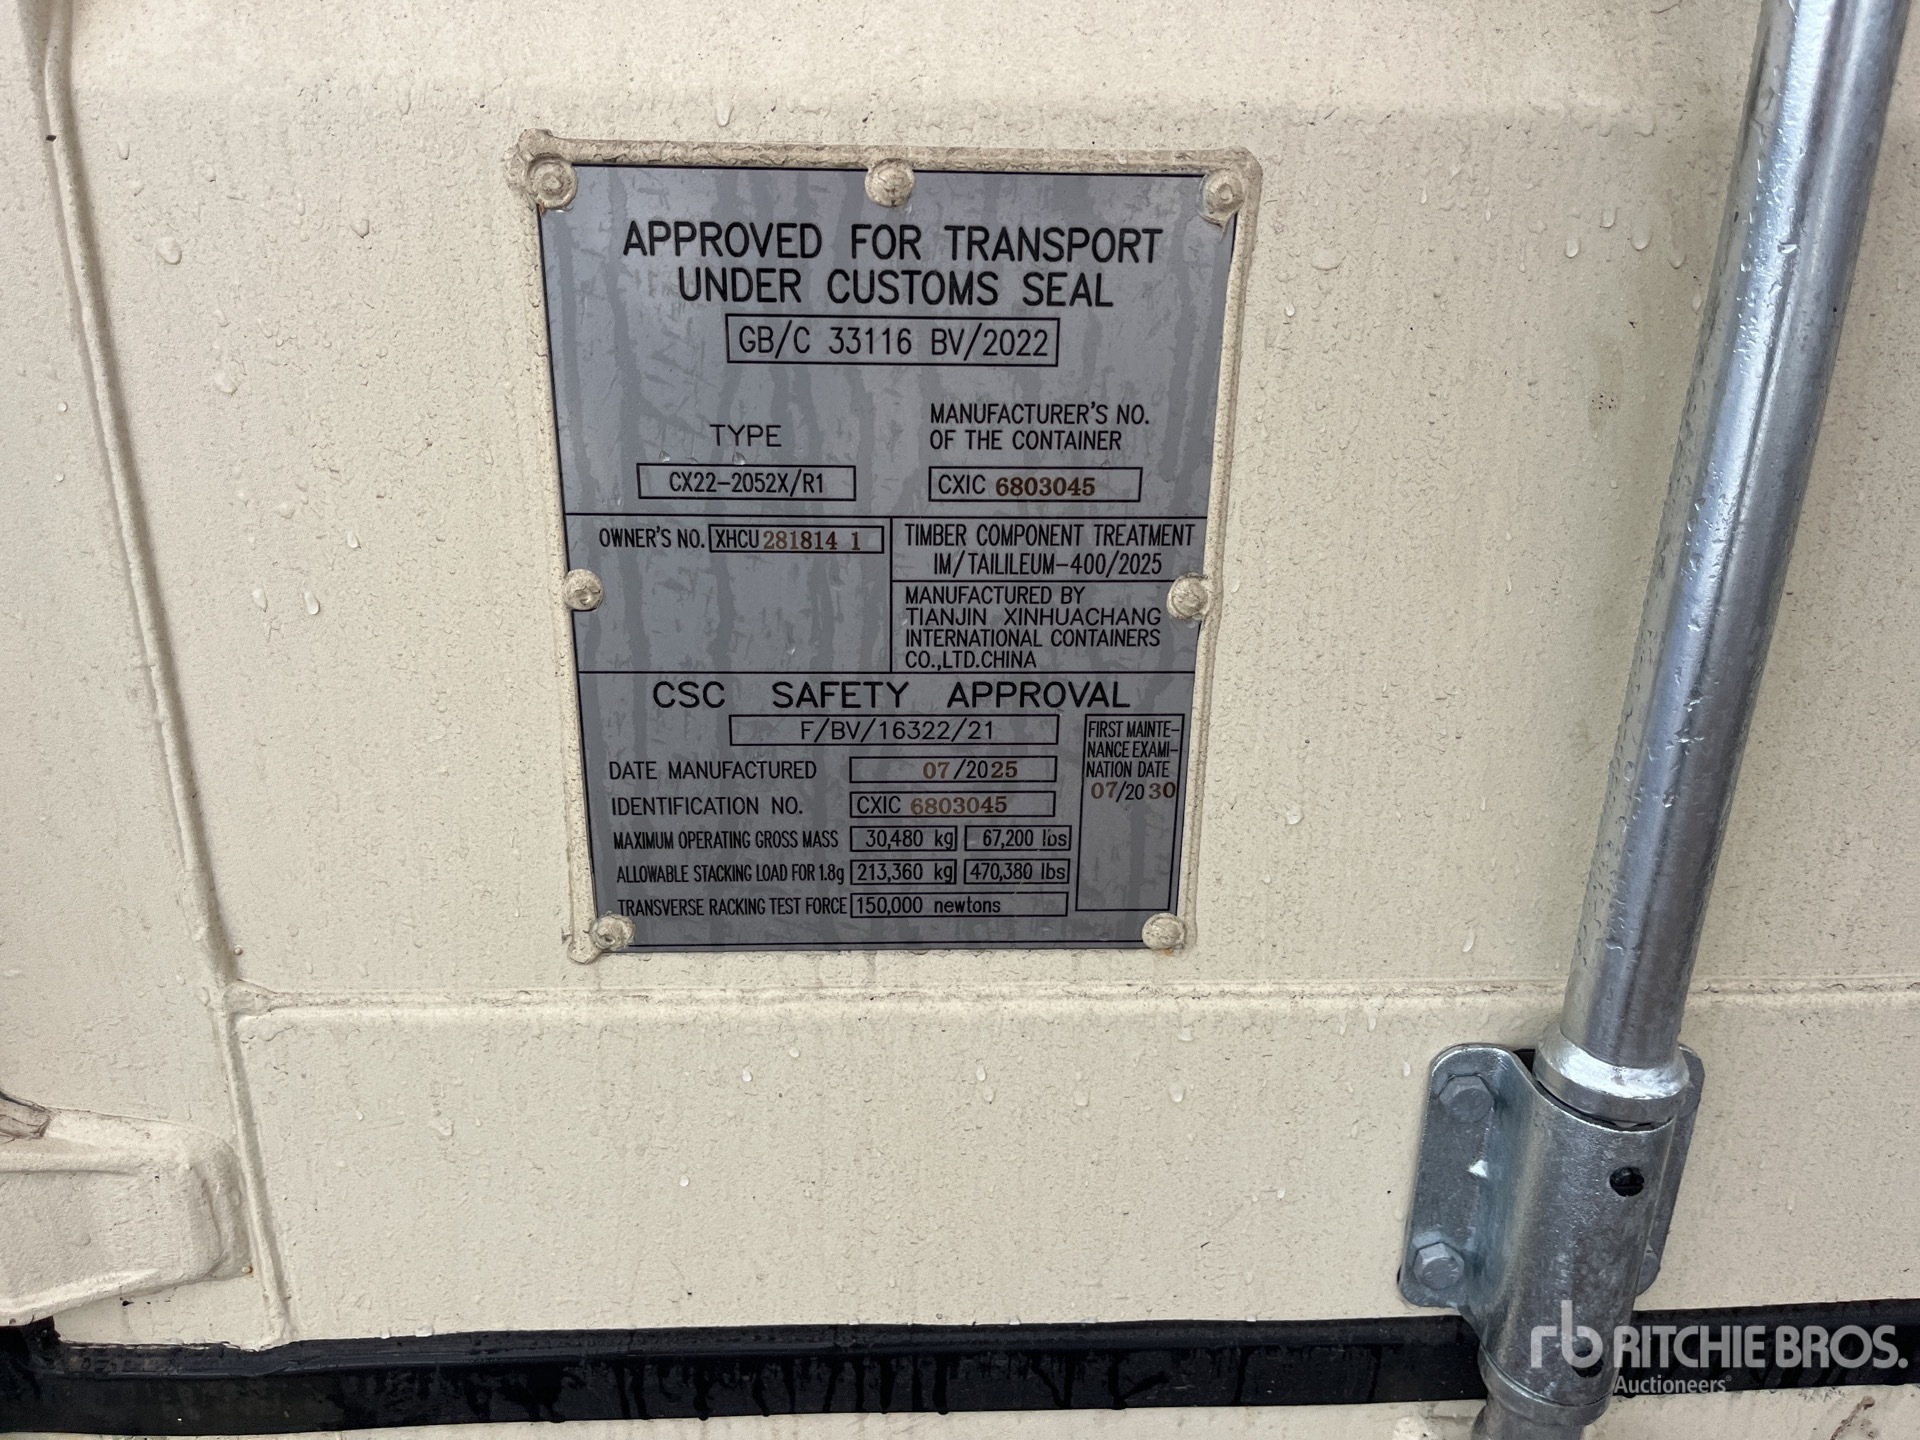 APPROVED FOR TRANSPORT
UNDER CUSTOMS SEAL
GB/C 33116 BV/2022
TYPE
CX22-2052X/R1
MANUFACTURER'S NO.
OF THE CONTAINER
CXIC 6803045
OWNER'S NO. XHCU 281814 1
TIMBER COMPONENT TREATMENT
IM/TAILILEUM-400/2025
MANUFACTURED BY
TIANJIN XINHUACHANG
INTERNATIONAL CONTAINERS
CO.,LTD.CHINA
CSC SAFETY APPROVAL
F/BV/16322/21
DATE MANUFACTURED 07/2025
IDENTIFICATION NO. CXIC 6803045
MAXIMUM OPERATING GROSS MASS 30,480 kg 67,200 lbs
ALLOWABLE STACKING LOAD FOR 1.8g 213,360 kg 470,380 lbs
TRANSVERSE RACKING TEST FORCE 150,000 newtons
FIRST MAINTE-
NANCE EXAMI-
NATION DATE
07/2030
rb RITCHIE BROS.
Auctioneers